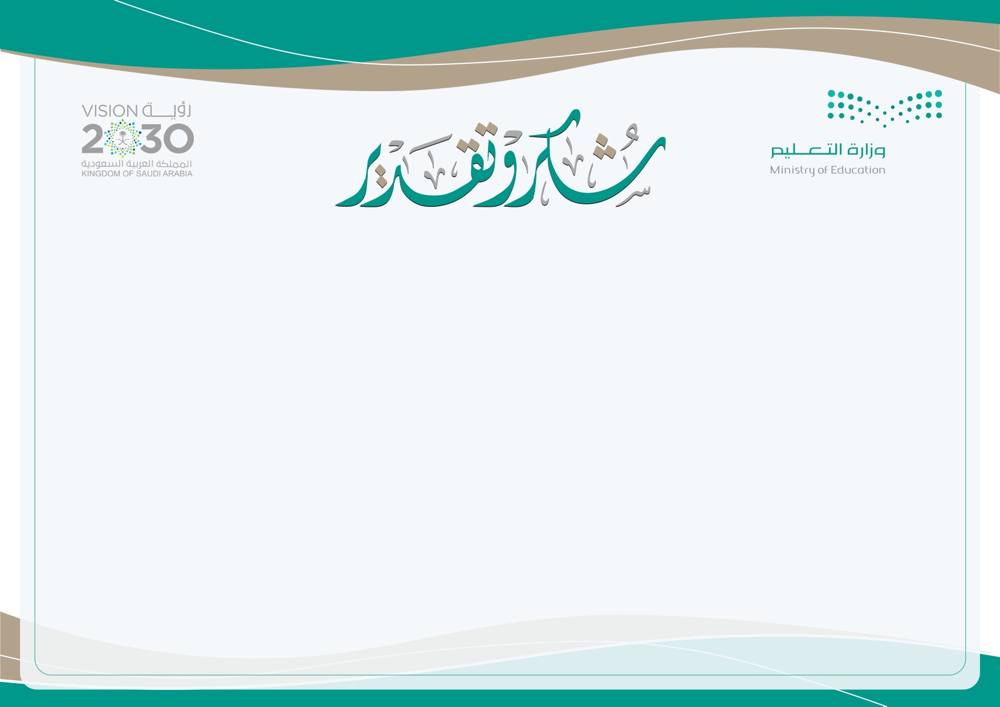 وزارة التعليم
Ministry of Education
شكر وتقدير
VISION رؤية
2030
المملكة العربية السعودية
KINGDOM OF SAUDI ARABIA